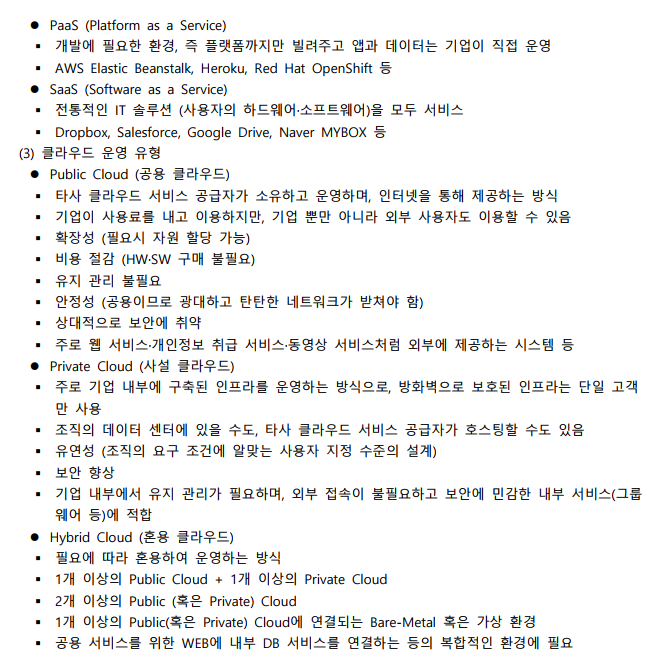 ● PaaS (Platform as a Service)
▪ 개발에 필요한 환경, 즉 플랫폼까지만 빌려주고 앱과 데이터는 기업이 직접 운영
▪ AWS Elastic Beanstalk, Heroku, Red Hat OpenShift 등
● SaaS (Software as a Service)
▪ 전통적인 IT 솔루션 (사용자의 하드웨어·소프트웨어)을 모두 서비스
▪ Dropbox, Salesforce, Google Drive, Naver MYBOX 등
(3) 클라우드 운영 유형
● Public Cloud (공용 클라우드)
▪ 타사 클라우드 서비스 공급자가 소유하고 운영하며, 인터넷을 통해 제공하는 방식
▪ 기업이 사용료를 내고 이용하지만, 기업 뿐만 아니라 외부 사용자도 이용할 수 있음
▪ 확장성 (필요시 자원 할당 가능)
▪ 비용 절감 (HW·SW 구매 불필요)
▪ 유지 관리 불필요
▪ 안정성 (공용이므로 광대하고 탄탄한 네트워크가 받쳐야 함)
▪ 상대적으로 보안에 취약
▪ 주로 웹 서비스·개인정보 취급 서비스·동영상 서비스처럼 외부에 제공하는 시스템 등
● Private Cloud (사설 클라우드)
▪ 주로 기업 내부에 구축된 인프라를 운영하는 방식으로, 방화벽으로 보호된 인프라는 단일 고객
만 사용
▪ 조직의 데이터 센터에 있을 수도, 타사 클라우드 서비스 공급자가 호스팅할 수도 있음
▪ 유연성 (조직의 요구 조건에 알맞는 사용자 지정 수준의 설계)
▪ 보안 향상
▪ 기업 내부에서 유지 관리가 필요하며, 외부 접속이 불필요하고 보안에 민감한 내부 서비스(그룹
웨어 등)에 적합
● Hybrid Cloud (혼용 클라우드)
▪ 필요에 따라 혼용하여 운영하는 방식
▪ 1개 이상의 Public Cloud + 1개 이상의 Private Cloud
▪ 2개 이상의 Public (혹은 Private) Cloud
▪ 1개 이상의 Public(혹은 Private) Cloud에 연결되는 Bare-Metal 혹은 가상 환경
▪ 공용 서비스를 위한 WEB에 내부 DB 서비스를 연결하는 등의 복합적인 환경에 필요